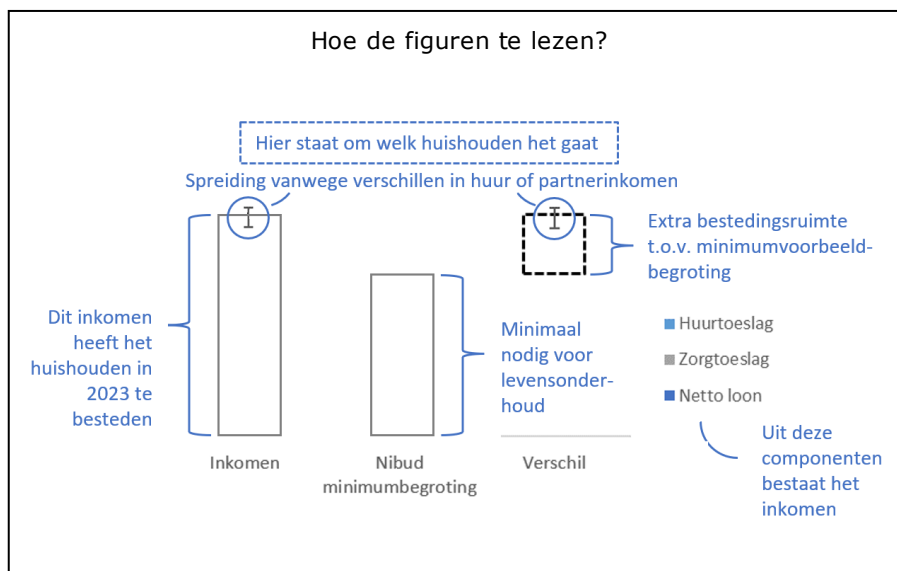 Hoe de figuren te lezen?
Hier staat om welk huishouden het gaat
Spreiding vanwege verschillen in huur of partnerinkomen
Extra bestedingsruimte
t.o.v. minimumvoorbeeld-
begroting
Dit inkomen
heeft het
huishouden in
2023 te
besteden
Minimaal
nodig voor
levensonder-
houd
Huurtoeslag
Zorgtoeslag
Netto loon
Uit deze
componenten
bestaat het
inkomen
Inkomen
Nibud
minimumbegroting
Verschil